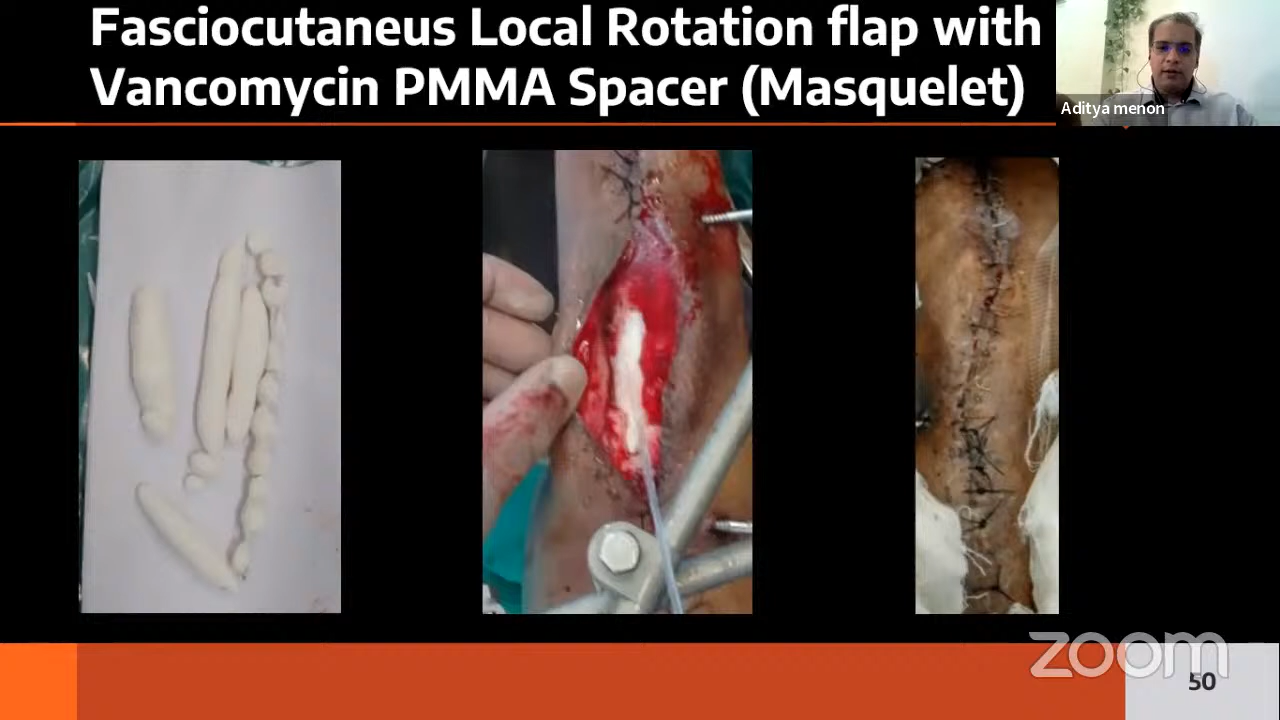 Fasciocutaneus Local Rotation flap with
Vancomycin PMMA Spacer (Masquelet)
Aditya menon
zoom
50